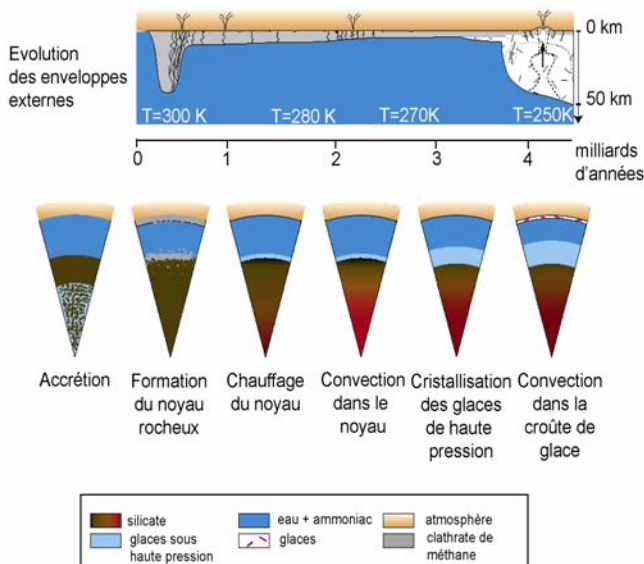 0 km
Evolution
des enveloppes
externes
T=300 K T=280 K T=270K T=250K
50 km
0 1 2 3 4
milliards
d'années
Accrétion
Formation
du noyau
rocheux
Chauffage
du noyau
Convection
dans le
noyau
Cristallisation
des glaces
de haute
pression
Convection
dans la
croûte de
glace
silicate
eau + ammoniac
atmosphère
glaces sous
haute pression
glaces
clathrate de
méthane